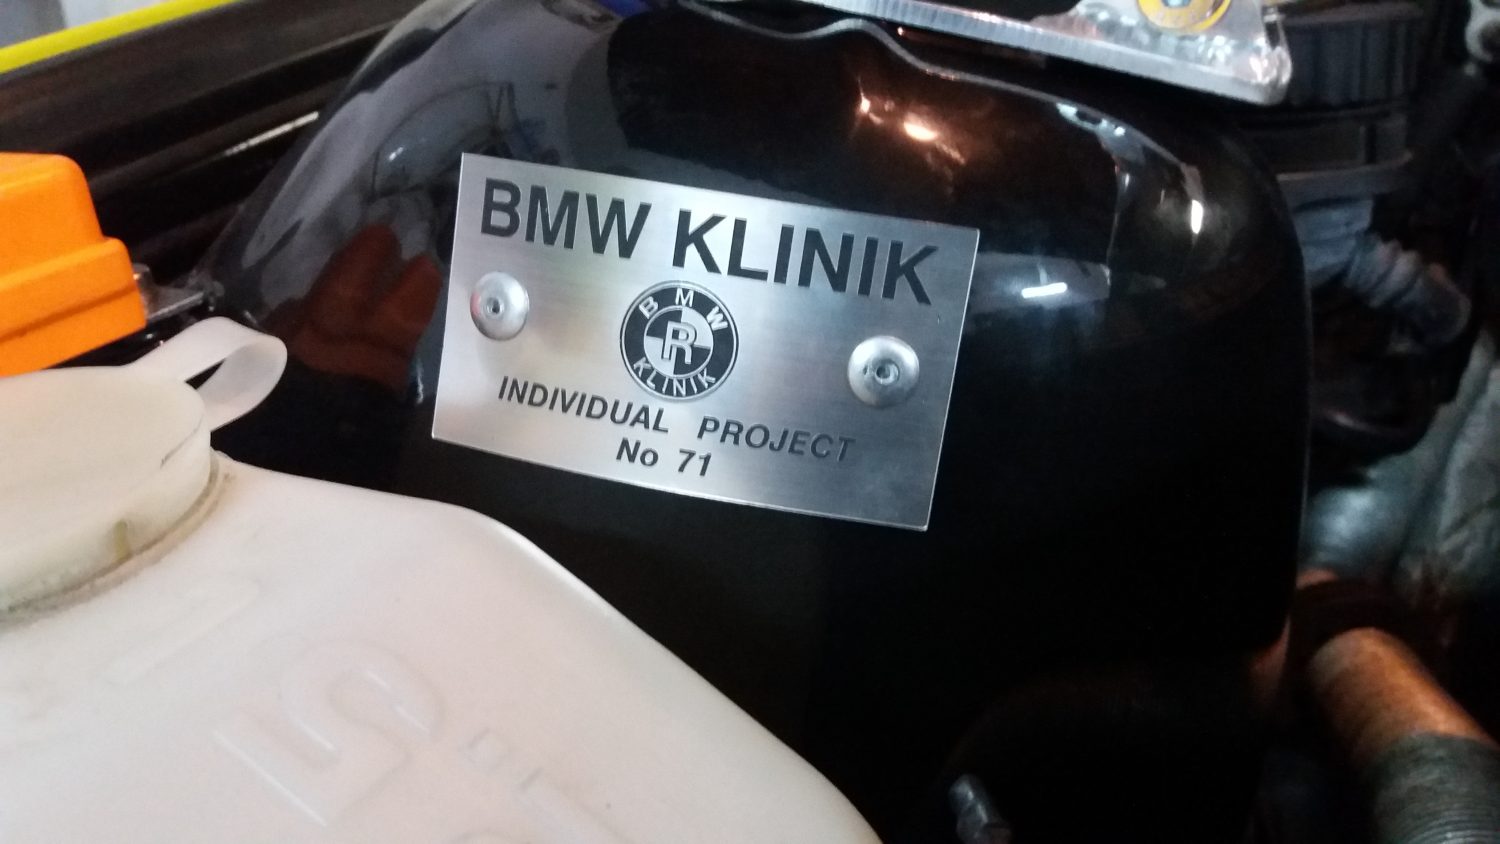 BMW KLINIK
BMW
R
KLINIK
INDIVIDUAL PROJECT
No 71